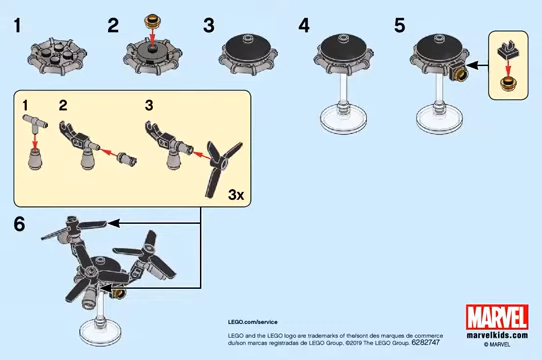 1
2
3
4
5
1
2
3
3x
6
LEGO.com/service
LEGO and the LEGO logo are trademarks of the/sont des marques de commerce
du/son marcas registradas de LEGO Group. ©2019 The LEGO Group. 6282747
MARVEL
marvelkids.com
© MARVEL